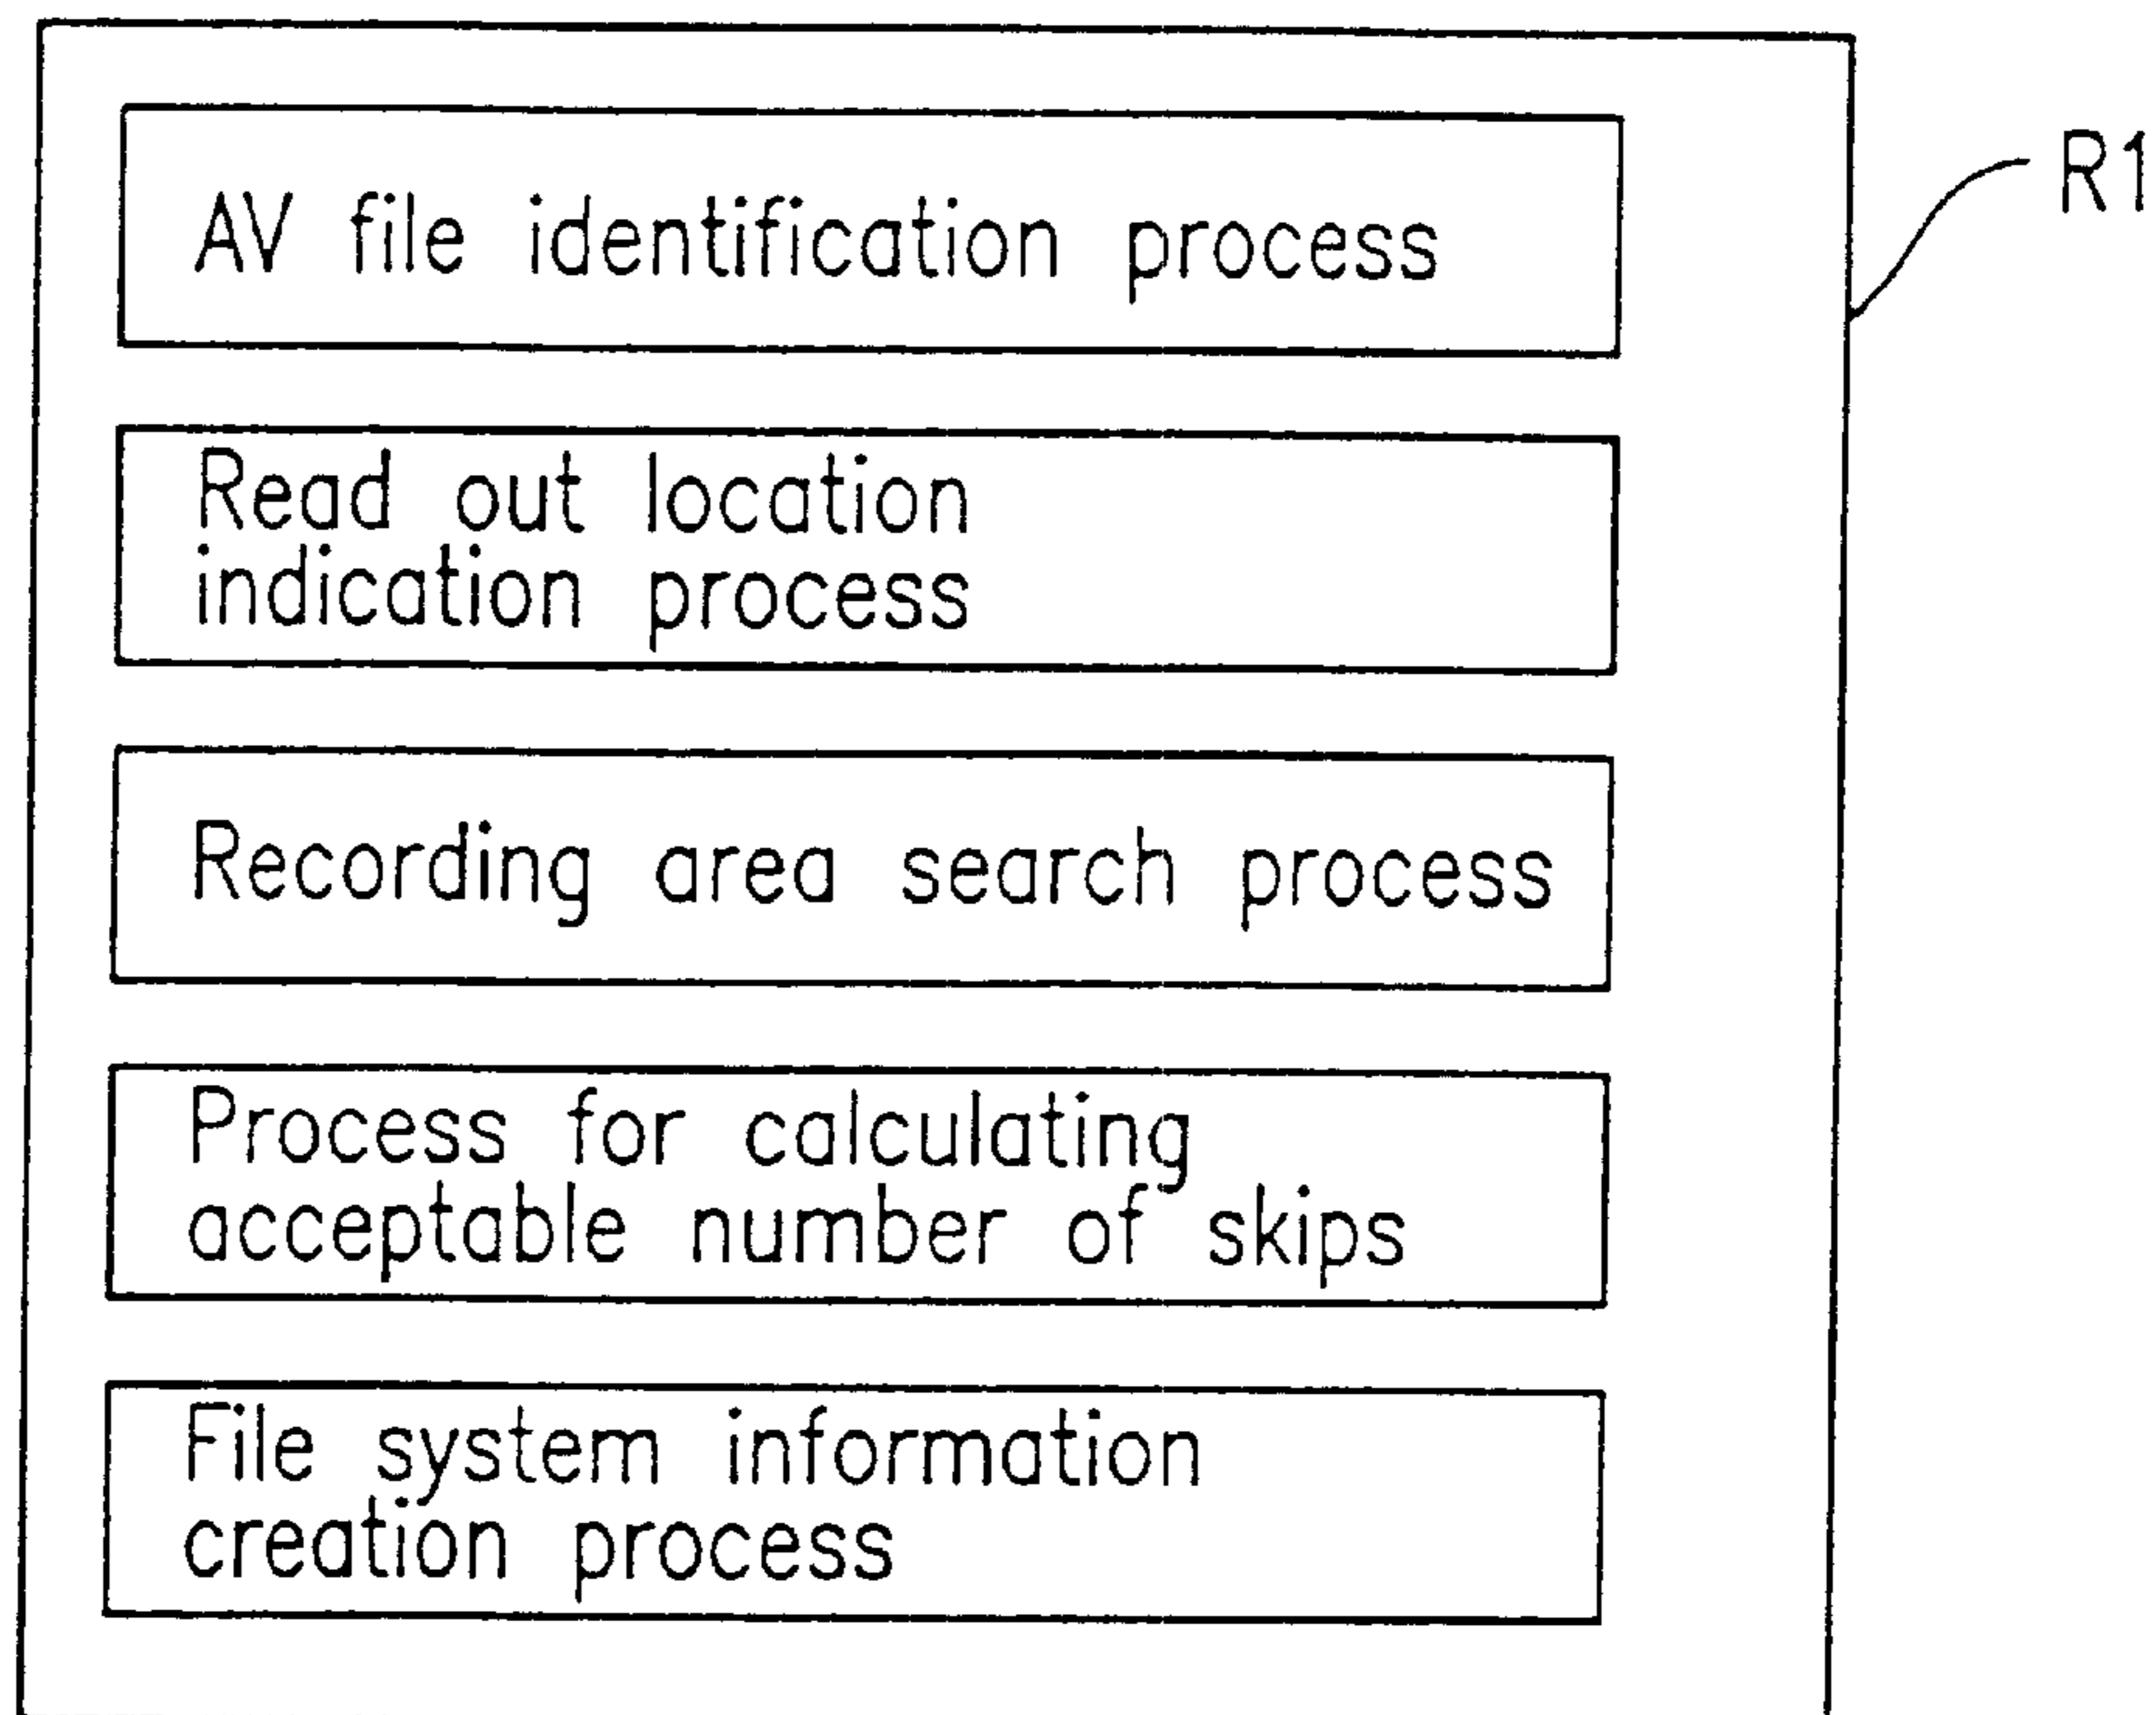 AV file identification process
R1
Read out location
indication process
Recording area search process
Process for calculating
acceptable number of skips
File system information
creation process